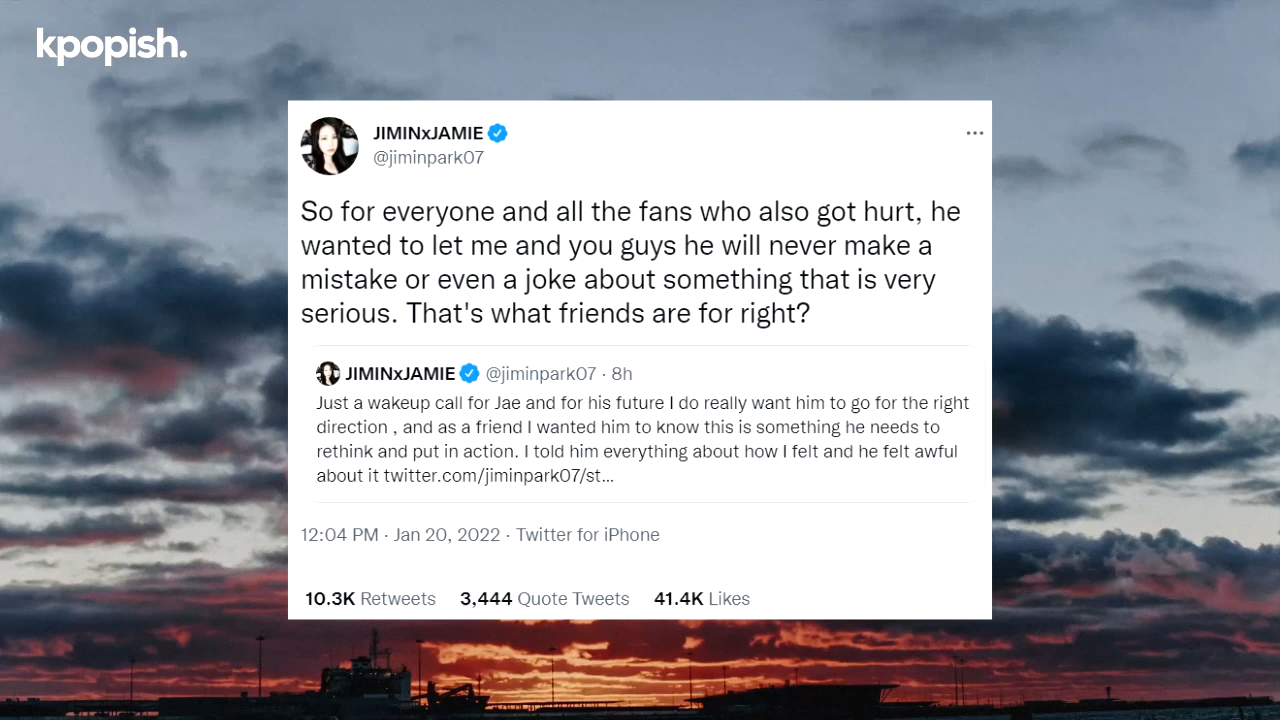 kpopish.
JIMINxJAMIE
@jiminpark07
So for everyone and all the fans who also got hurt, he
wanted to let me and you guys he will never make a
mistake or even a joke about something that is very
serious. That's what friends are for right?
JIMINxJAMIE @jiminpark07 · 8h
Just a wakeup call for Jae and for his future I do really want him to go for the right
direction , and as a friend I wanted him to know this is something he needs to
rethink and put in action. I told him everything about how I felt and he felt awful
about it twitter.com/jiminpark07/st...
12:04 PM · Jan 20, 2022 · Twitter for iPhone
10.3K Retweets 3,444 Quote Tweets 41.4K Likes